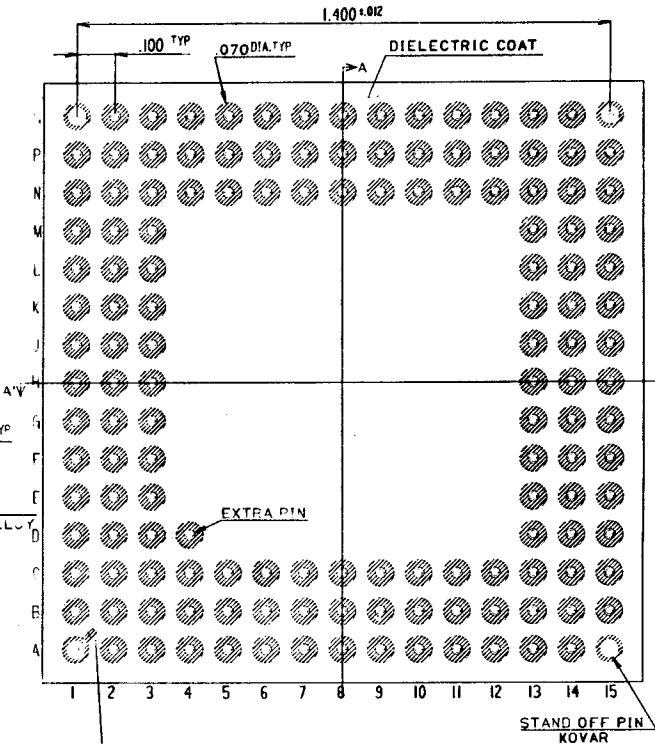 1.400 ±.012
.100 TYP
.070 DIA. TYP
DIELECTRIC COAT
A
P
N
M
L
K
J
H
A'
G
YP
F
E
EXTRA PIN
D
C
B
A
1 2 3 4 5 6 7 8 9 10 11 12 13 14 15
STAND OFF PIN
KOVAR